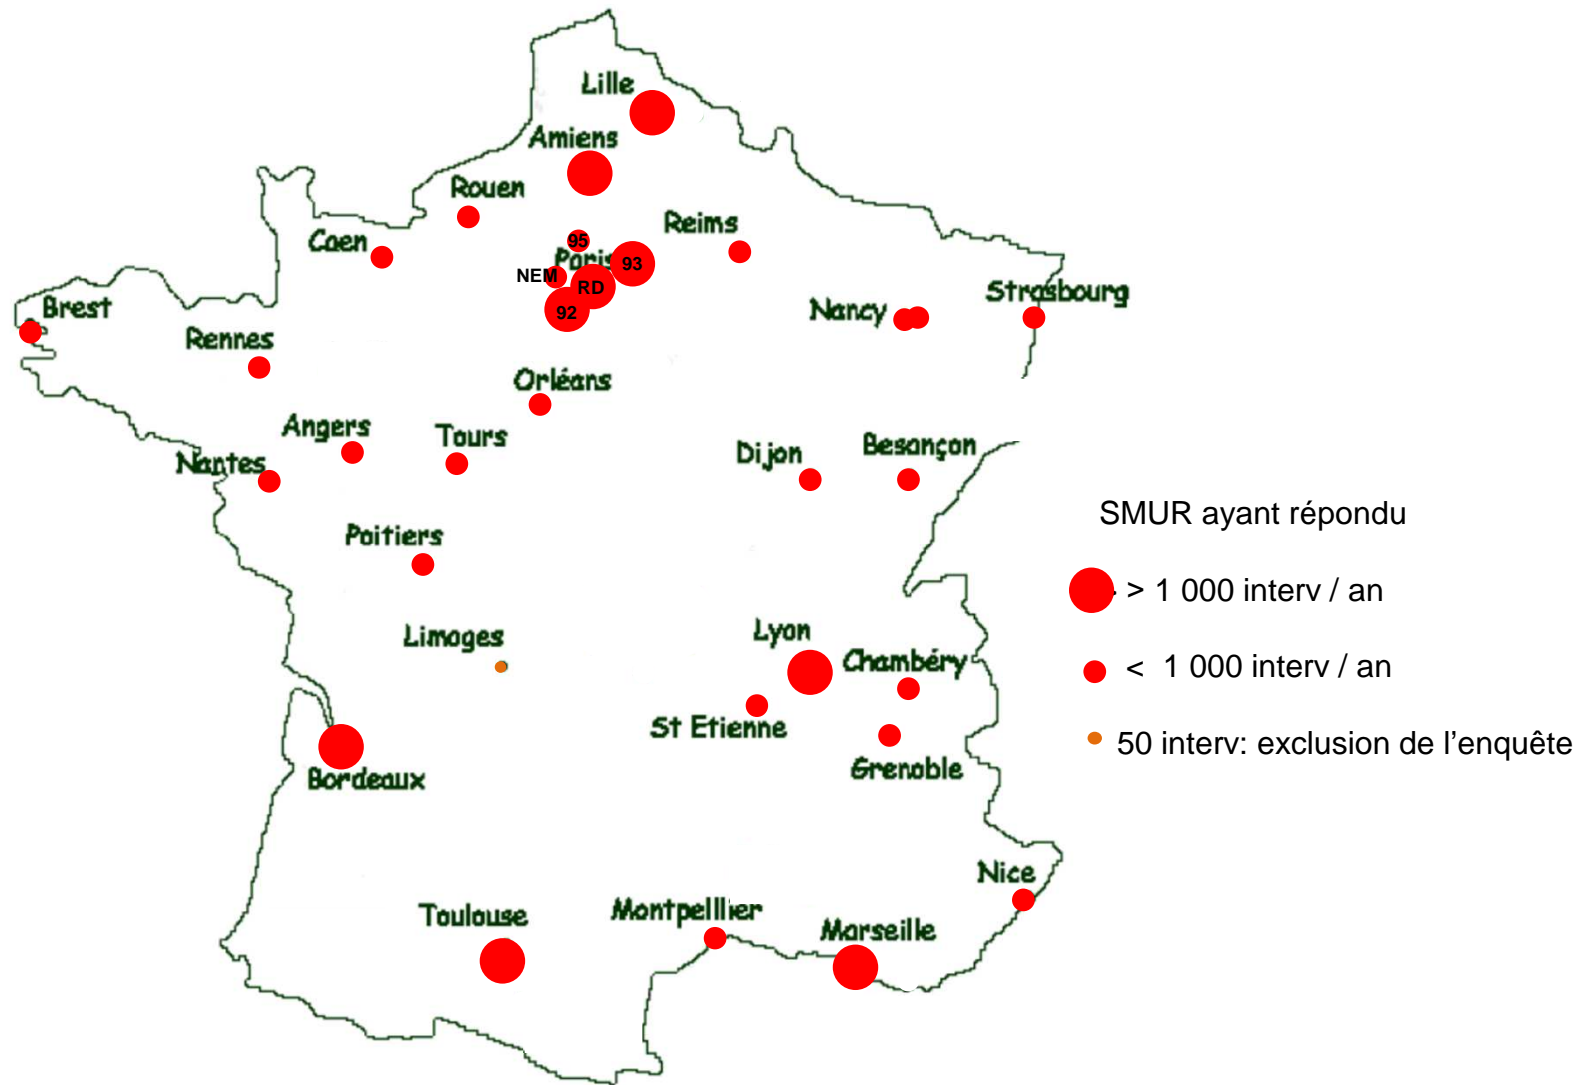 Lille
Amiens
Rouen
Caen
95
Paris
93
Reims
NEM
RD
92
Brest
Rennes
Nancy
Strasbourg
Orléans
Angers
Tours
Nantes
Dijon
Besançon
Poitiers
SMUR ayant répondu
> 1 000 interv / an
Limoges
Lyon
Chambéry
< 1 000 interv / an
St Etienne
50 interv: exclusion de l’enquête
Grenoble
Bordeaux
Nice
Toulouse
Montpelllier
Marseille